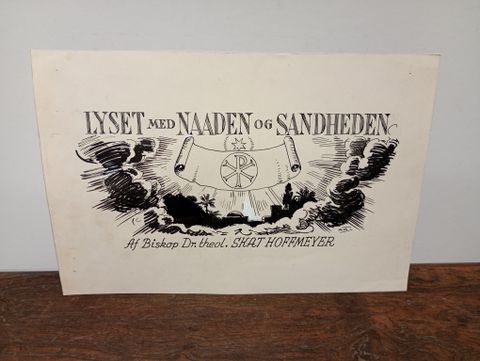 LYSET MED NAADEN OG SANDHEDEN
Af Biskop Dr. theol. SKAT HOFFMEYER